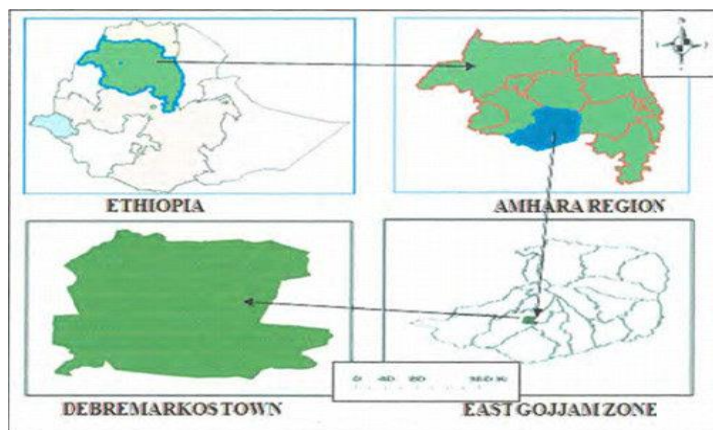 ETHIOPIA
AMHARA REGION
DEBREMARKOS TOWN
EAST GOJJAM ZONE